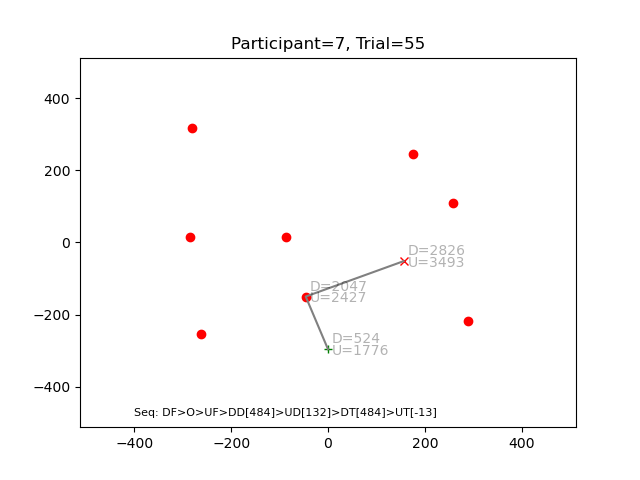 Participant=7, Trial=55
400
200
0
−200
−400
D=2826
U=3493
D=2047
U=2427
D=524
U=1776
Seq: DF>O>UF>DD[484]>UD[132]>DT[484]>UT[-13]
−400
−200
0
200
400